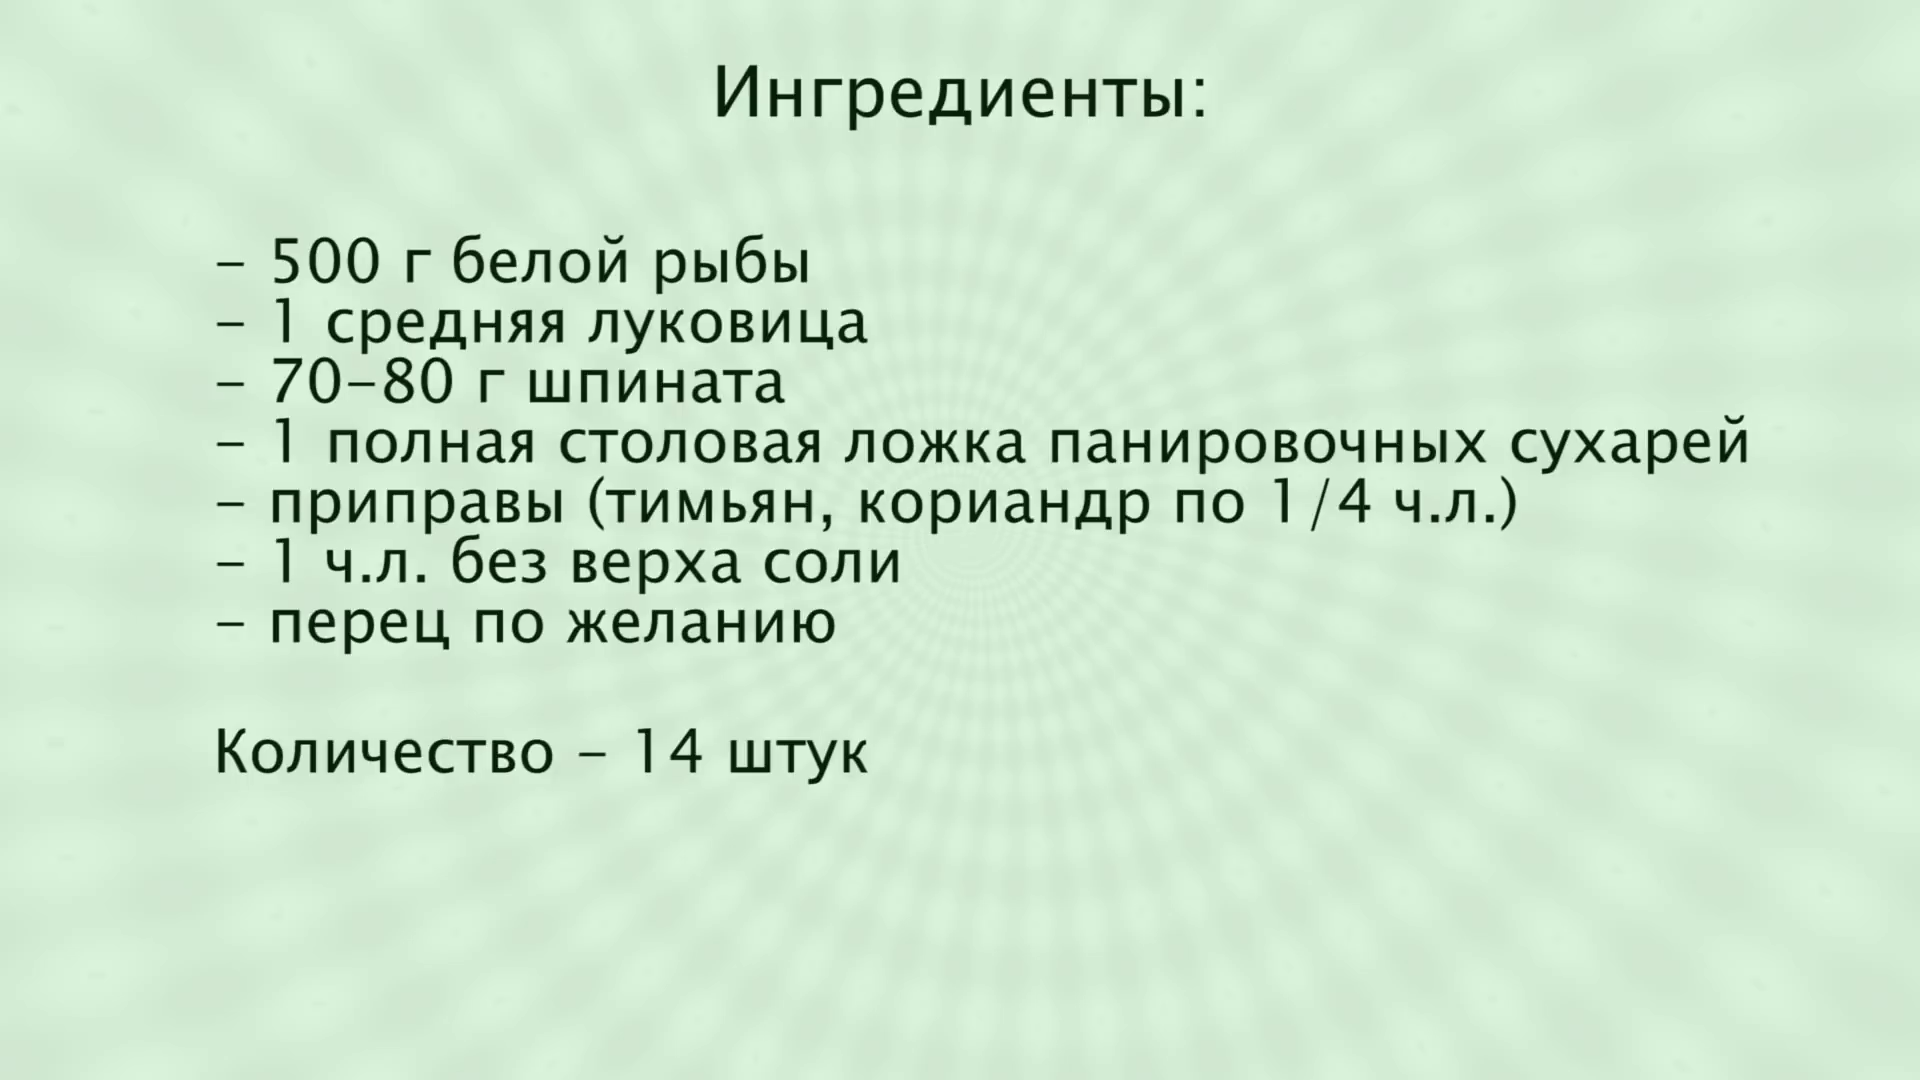 Ингредиенты:
- 500 г белой рыбы
- 1 средняя луковица
- 70-80 г шпината
- 1 полная столовая ложка панировочных сухарей
- приправы (тимьян, кориандр по 1/4 ч.л.)
- 1 ч.л. без верха соли
- перец по желанию
Количество - 14 штук